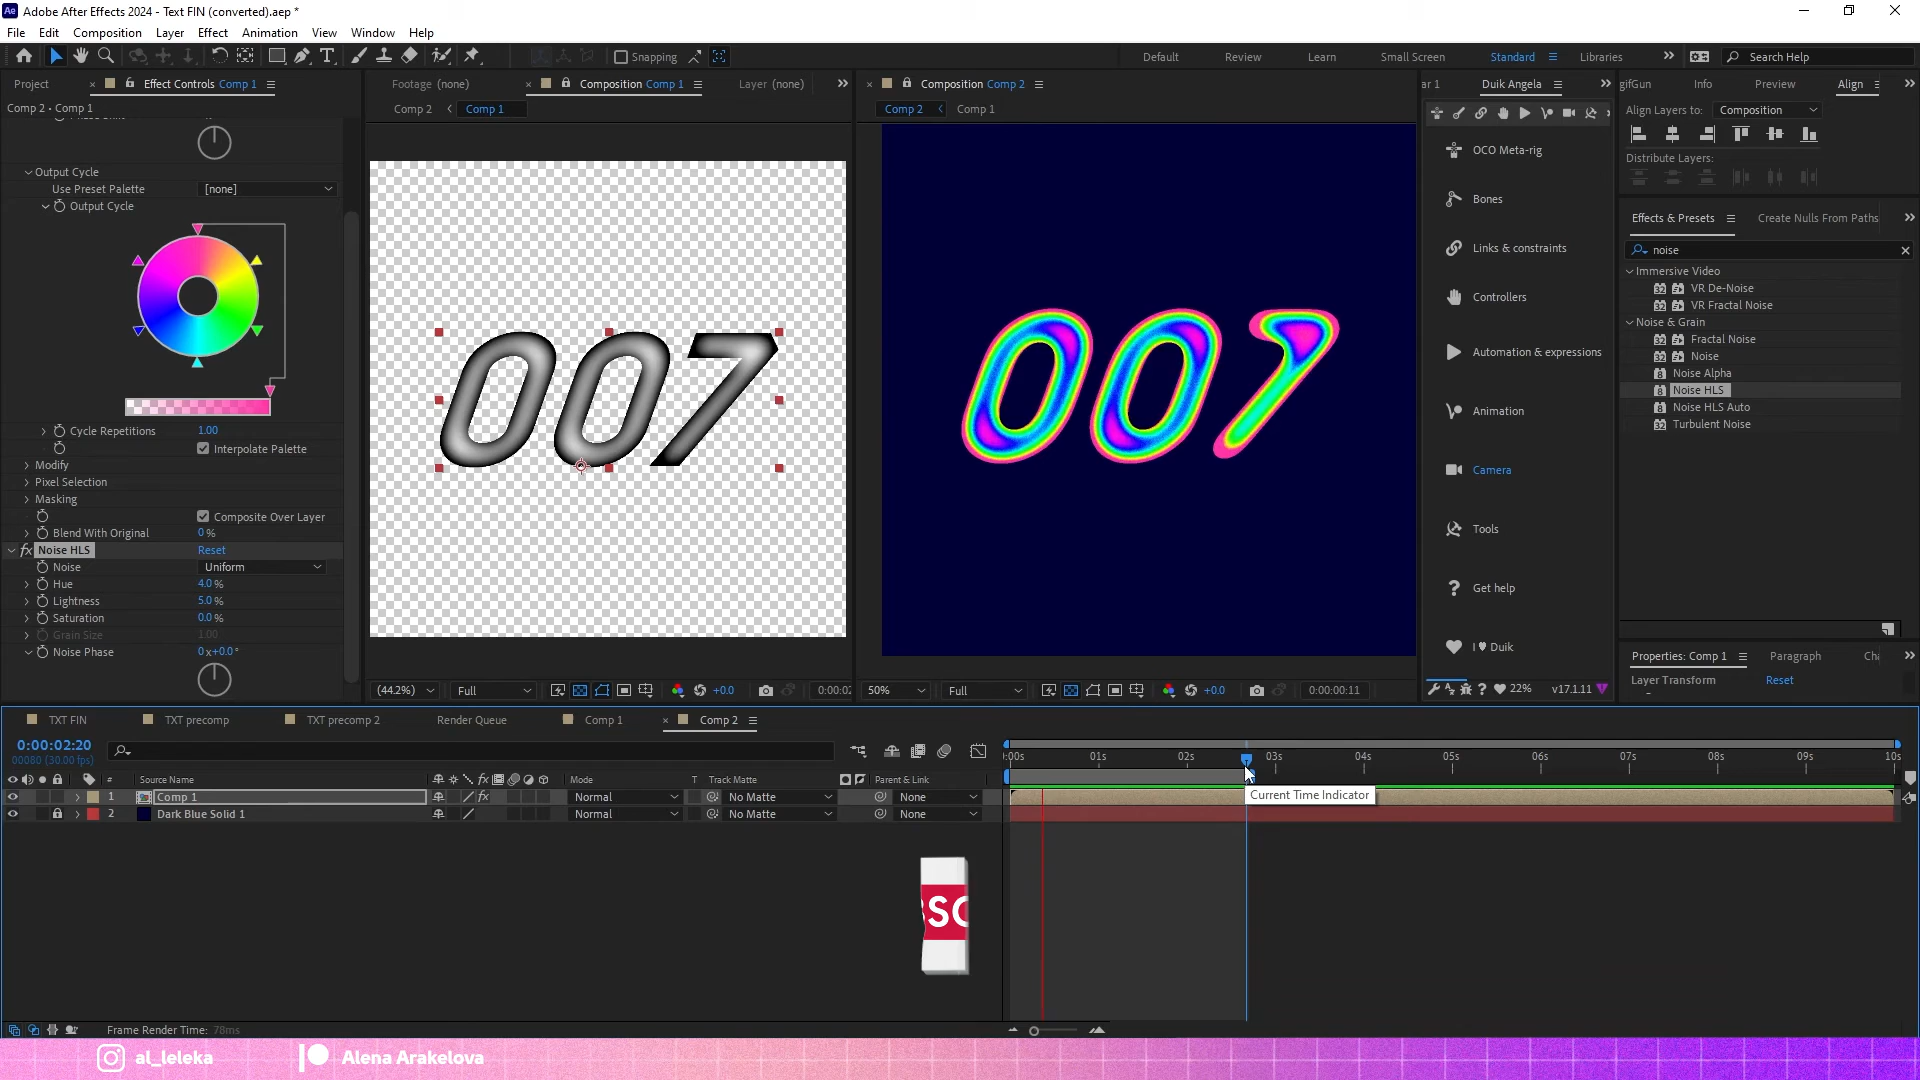 Ae Adobe After Effects 2024 - Text FIN (converted).aep *
File Edit Composition Layer Effect Animation View Window Help
Snapping Default Review Learn Small Screen Standard Libraries Search Help
Project Effect Controls Comp 1
Comp 2 • Comp 1
Output Cycle
Use Preset Palette [none]
Output Cycle
Cycle Repetitions 1.00
Interpolate Palette
Modify
Pixel Selection
Masking
Composite Over Layer
Blend With Original 0 %
fx Noise HLS Reset
Noise Uniform
Hue 4.0 %
Lightness 5.0 %
Saturation 0.0 %
Grain Size 1.00
Noise Phase 0 x+0.0 °
Footage (none) Composition Comp 1 Layer (none)
Comp 2 Comp 1
007
(44.2%) Full +0.0 0:00:02
Composition Comp 2
Comp 2 Comp 1
007
50% Full +0.0 0:00:00:11
ar 1 Duik Angela
OCO Meta-rig
Bones
Links & constraints
Controllers
Automation & expressions
Animation
Camera
Tools
Get help
I ♥ Duik
22% v17.1.11
gifGun Info Preview Align
Align Layers to: Composition
Distribute Layers:
Effects & Presets Create Nulls From Paths
noise
Immersive Video
VR De-Noise
VR Fractal Noise
Noise & Grain
Fractal Noise
Noise
Noise Alpha
Noise HLS
Noise HLS Auto
Turbulent Noise
Properties: Comp 1 Paragraph
Layer Transform Reset
TXT FIN TXT precomp TXT precomp 2 Render Queue Comp 1 Comp 2
0:00:02:20
00080 (30.00 fps)
# Source Name Mode T Track Matte Parent & Link
1 Comp 1 Normal No Matte None
2 Dark Blue Solid 1 Normal No Matte None
:00s 01s 02s 03s 04s 05s 06s 07s 08s 09s 10s
Current Time Indicator
Frame Render Time: 78ms
al_leleka Alena Arakelova